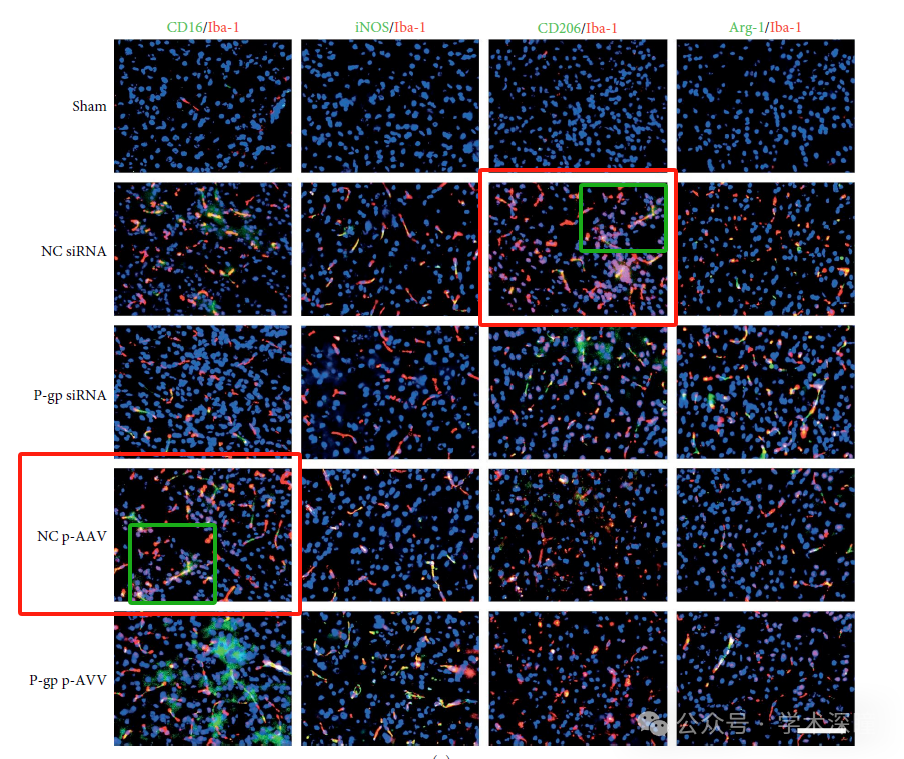 CD16/Iba-1
iNOS/Iba-1
CD206/Iba-1
Arg-1/Iba-1
Sham
NC siRNA
P-gp siRNA
NC p-AAV
P-gp p-AVV
公众号 学术深